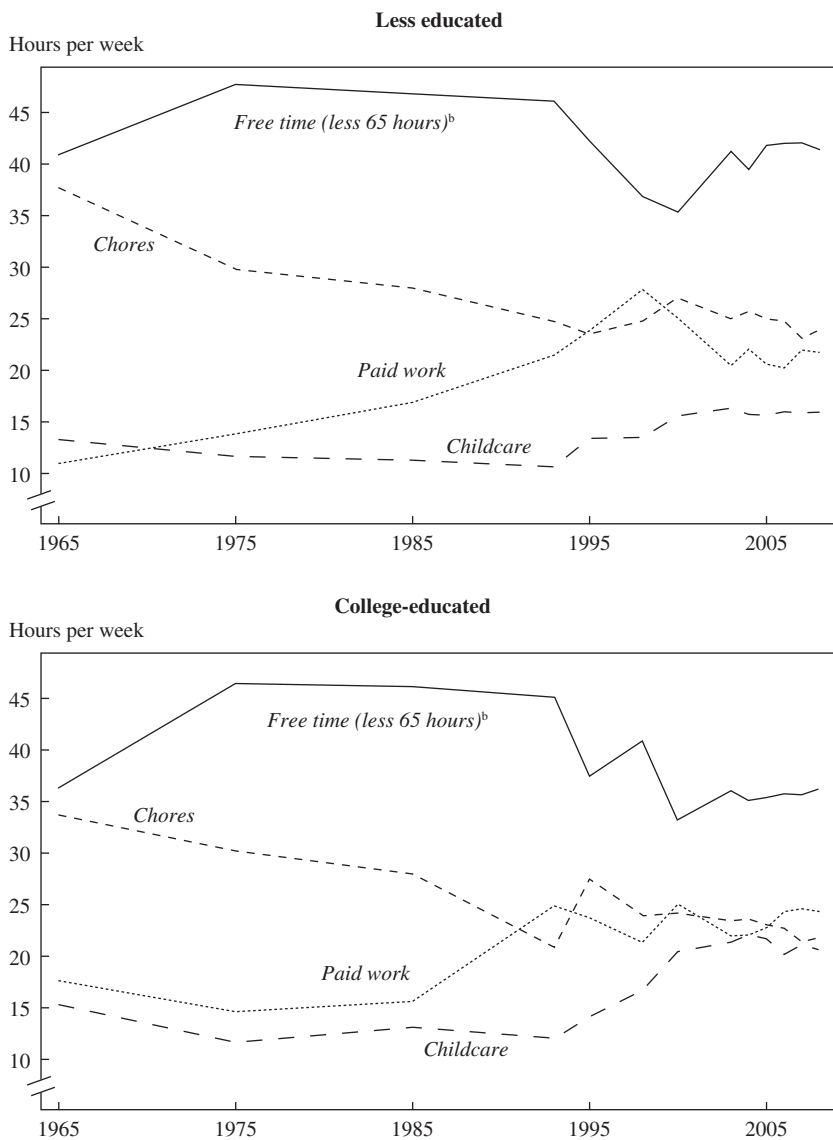 Less educated
Hours per week
45
Free time (less 65 hours)ᵇ
40
35
Chores
30
25
Paid work
20
15
Childcare
10
1965 1975 1985 1995 2005
College-educated
Hours per week
45
Free time (less 65 hours)ᵇ
40
35
Chores
30
25
20
Paid work
15
Childcare
10
1965 1975 1985 1995 2005